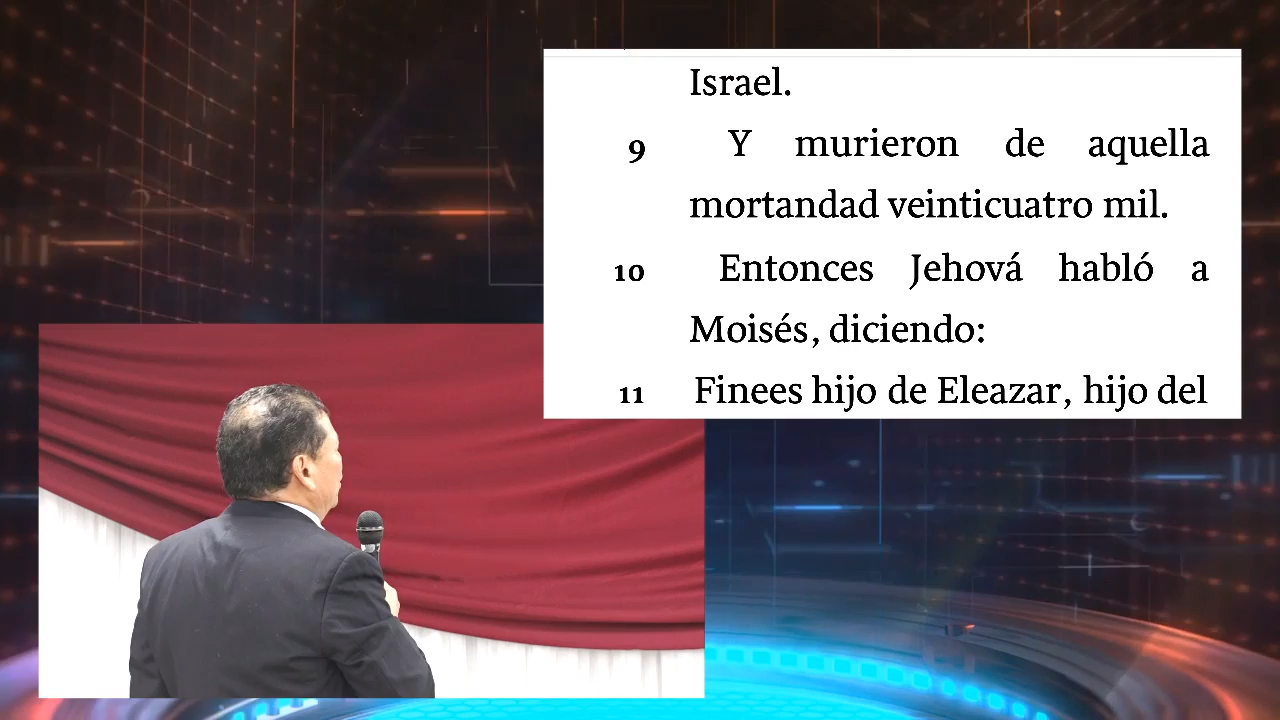 Israel.
9 Y murieron de aquella
mortandad veinticuatro mil.
10 Entonces Jehová habló a
Moisés, diciendo:
11 Finees hijo de Eleazar, hijo del